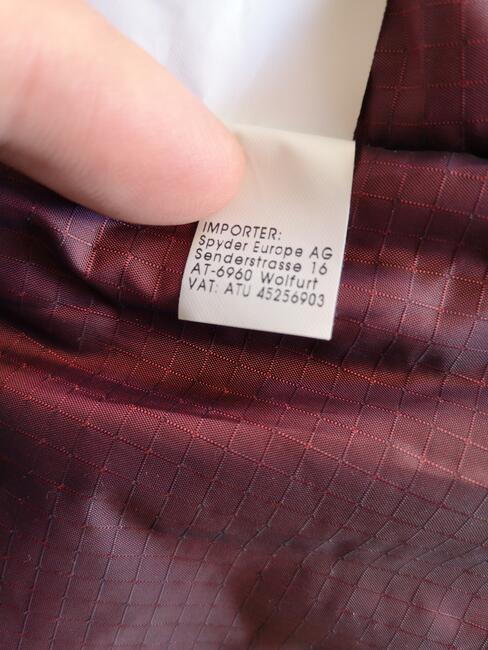 IMPORTER:
Spyder Europe AG
Senderstrasse 16
AT-6960 Wolfurt
VAT: ATU 45256903